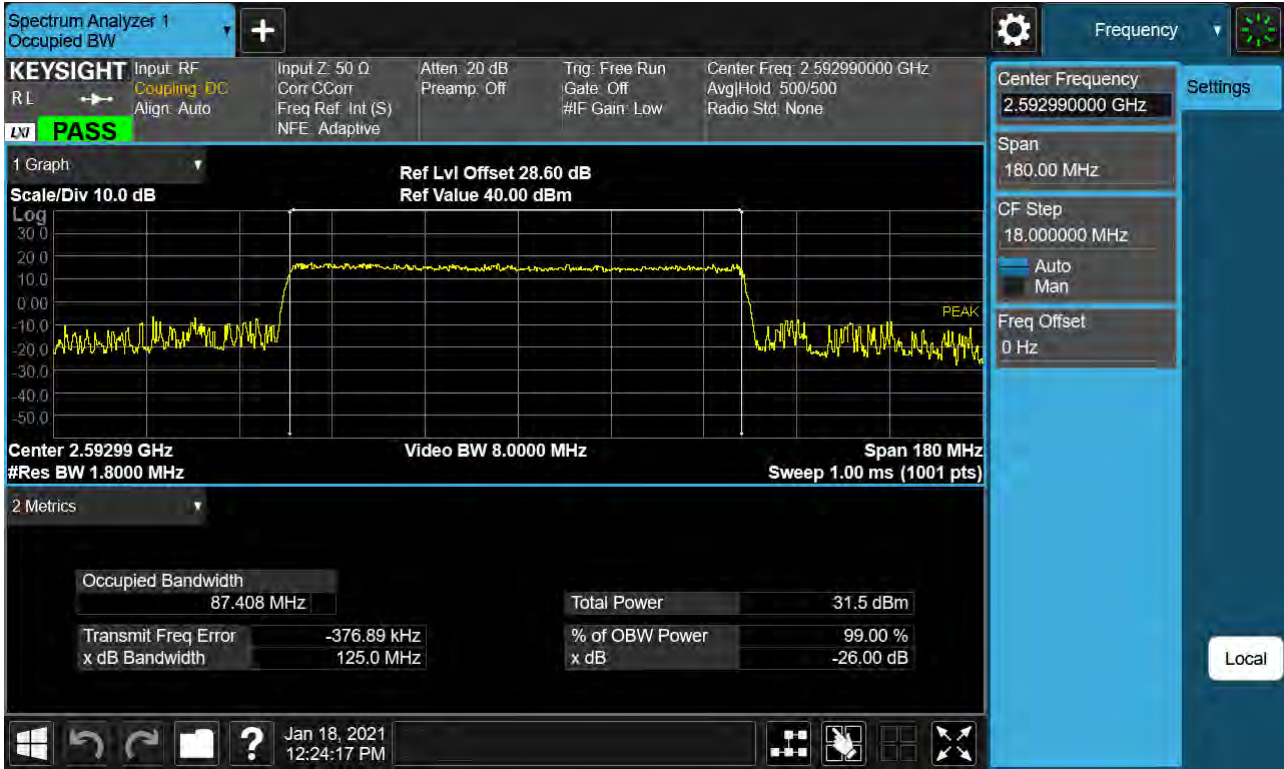 Spectrum Analyzer 1
Occupied BW
Frequency
KEYSIGHT
RL
LXI
PASS
Input: RF
Coupling: DC
Align: Auto
Input Z: 50 Ω
Corr CCorr
Freq Ref: Int (S)
NFE: Adaptive
Atten: 20 dB
Preamp: Off
Trig: Free Run
Gate: Off
#IF Gain: Low
Center Freq: 2.592990000 GHz
Avg|Hold: 500/500
Radio Std: None
Center Frequency
2.592990000 GHz
Settings
Span
180.00 MHz
CF Step
18.000000 MHz
Auto
Man
Freq Offset
0 Hz
1 Graph
Scale/Div 10.0 dB
Ref Lvl Offset 28.60 dB
Ref Value 40.00 dBm
Log
30.0
20.0
10.0
0.00
-10.0
-20.0
-30.0
-40.0
-50.0
PEAK
Center 2.59299 GHz
Video BW 8.0000 MHz
Span 180 MHz
#Res BW 1.8000 MHz
Sweep 1.00 ms (1001 pts)
2 Metrics
Occupied Bandwidth
87.408 MHz
Total Power 31.5 dBm
Transmit Freq Error -376.89 kHz
% of OBW Power 99.00 %
x dB Bandwidth 125.0 MHz
x dB -26.00 dB
Local
?
Jan 18, 2021
12:24:17 PM